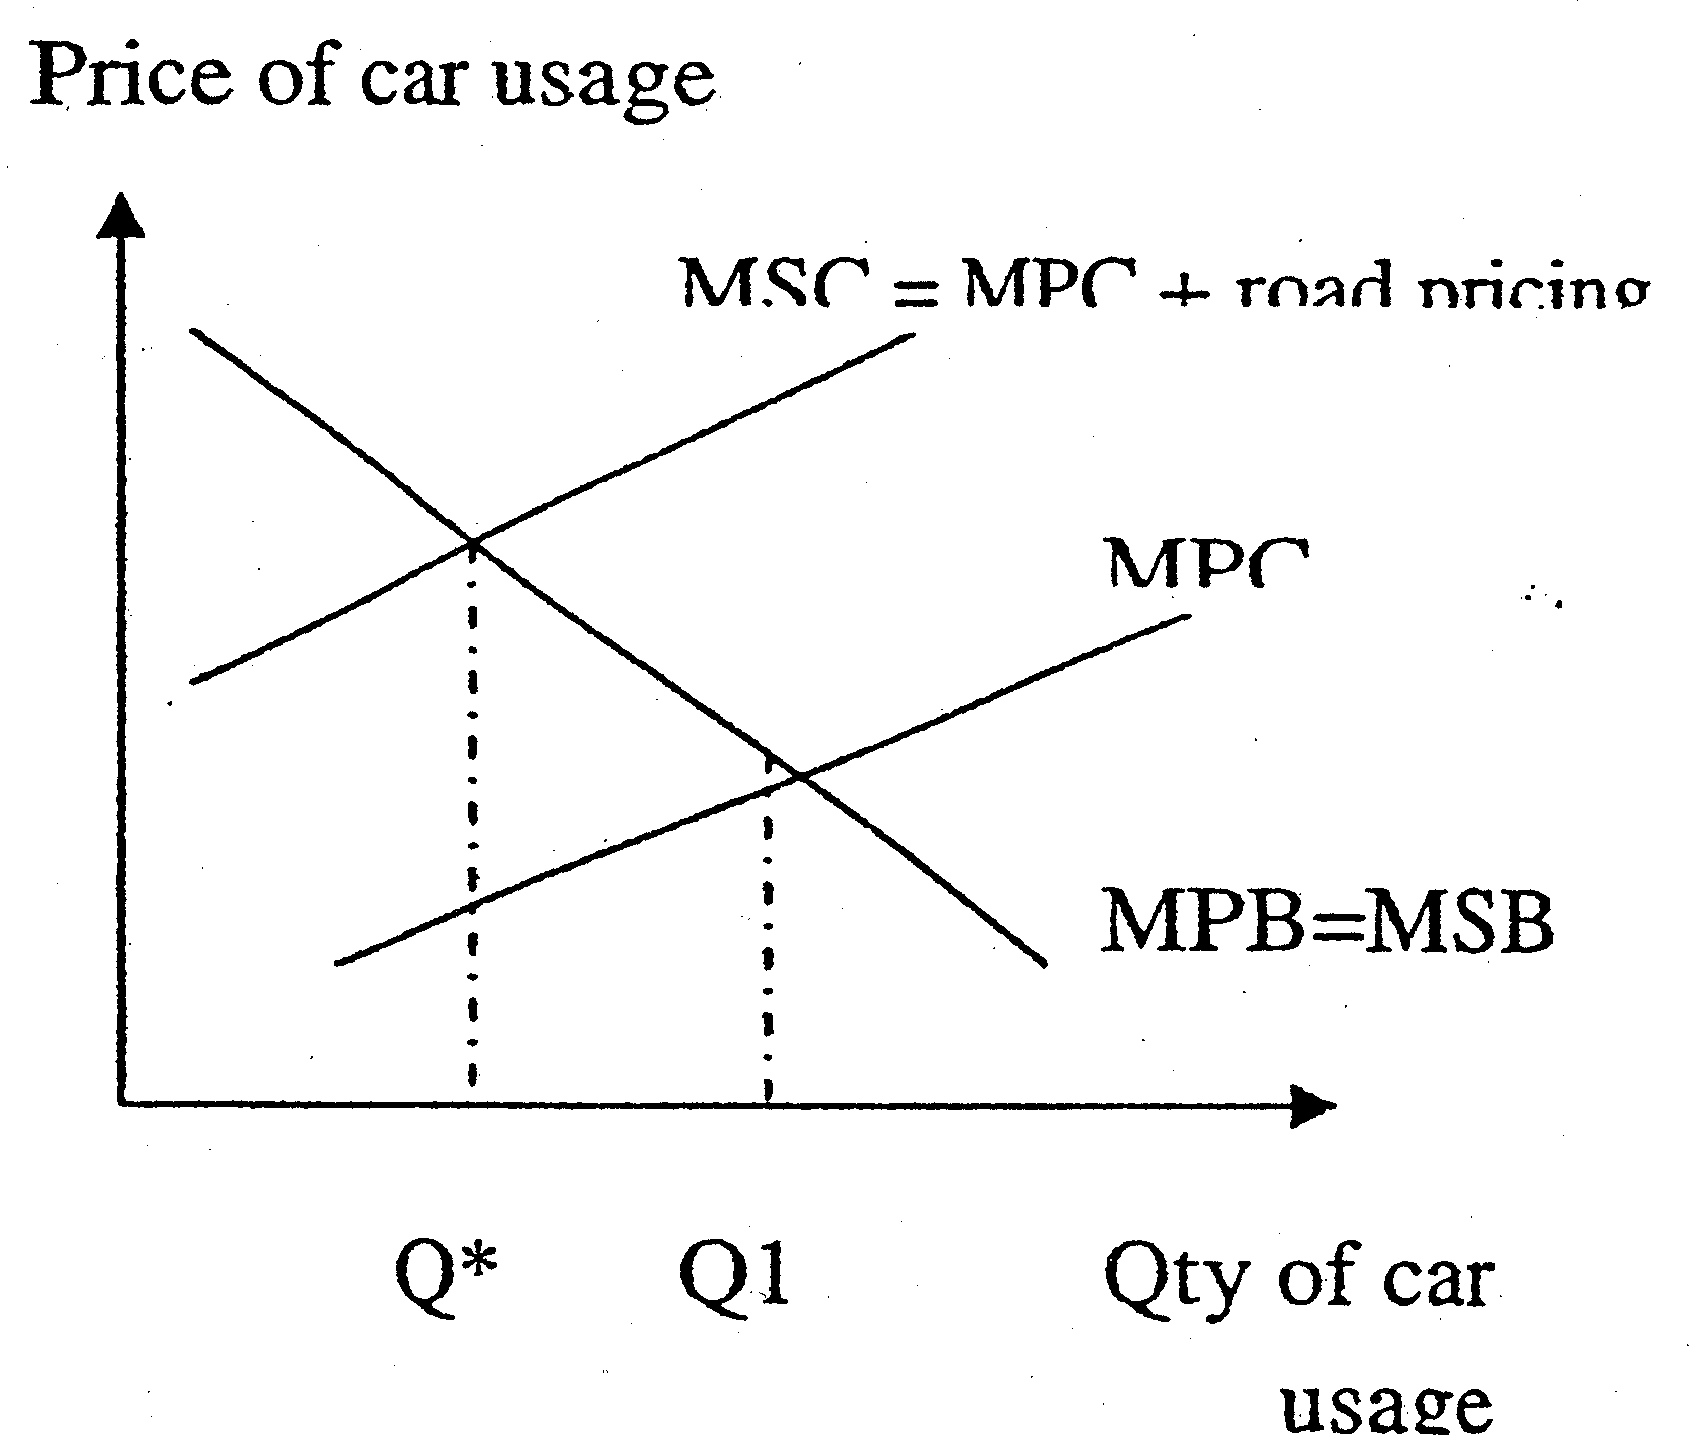 Price of car usage
MSC = MPC + road pricing
MPC
MPB=MSB
Q* Q1 Qty of car
usage